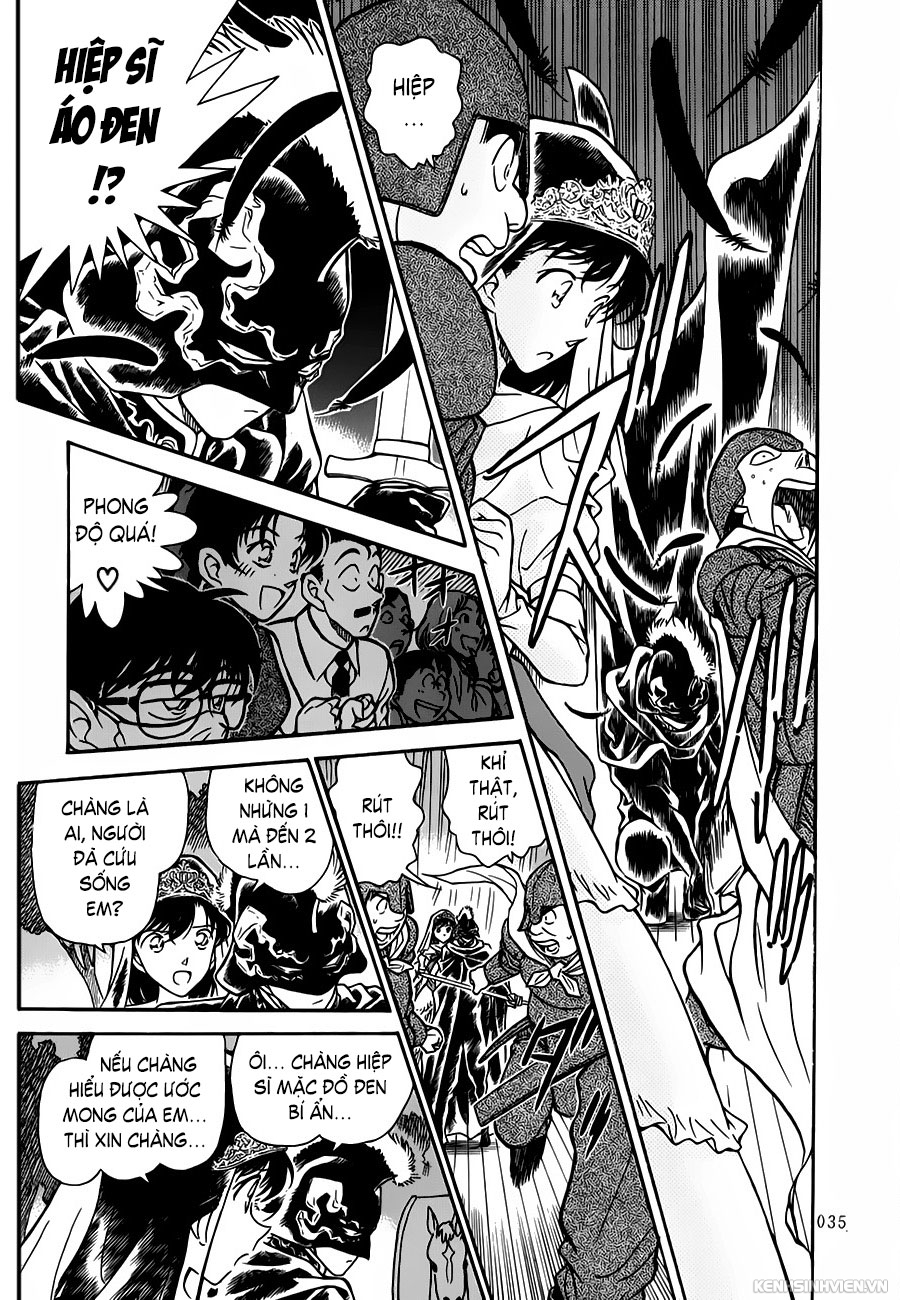 HIỆP
...
HIỆP SĨ
ÁO ĐEN
!?
PHONG
ĐỘ QUÁ!
♡
KHỈ
THẬT,
RÚT
THÔI!
RÚT
THÔI!!
KHÔNG
NHỮNG 1
MÀ ĐẾN 2
LẦN...
CHÀNG LÀ
AI, NGƯỜI
ĐÃ CỨU
SỐNG
EM?
ÔI... CHÀNG HIỆP
SĨ MẶC ĐỒ ĐEN
BÍ ẨN...
NẾU CHÀNG
HIỂU ĐƯỢC ƯỚC
MONG CỦA EM...
THÌ XIN CHÀNG...
035
KENHSINHVIEN.VN